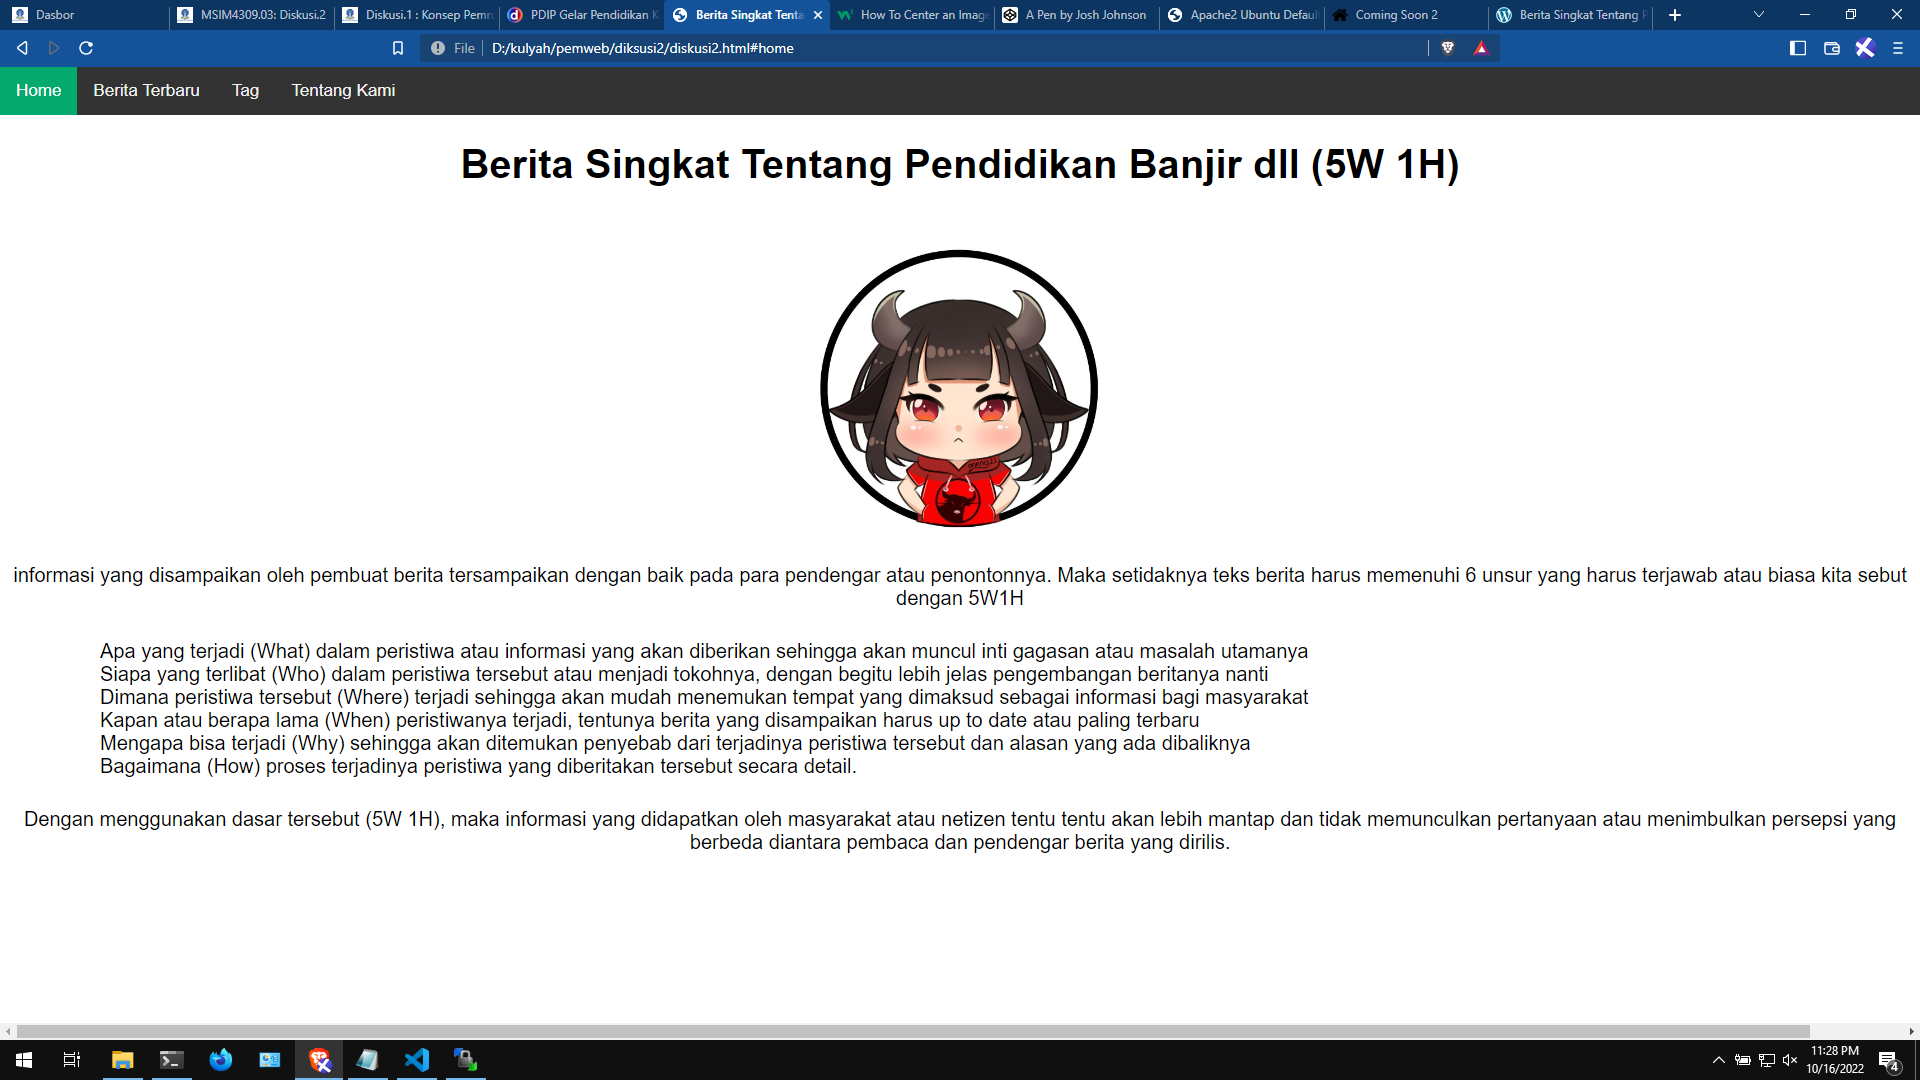 Dasbor
MSIM4309.03: Diskusi.2
Diskusi.1 : Konsep Pemr
PDIP Gelar Pendidikan K
Berita Singkat Tenta
How To Center an Image
A Pen by Josh Johnson
Apache2 Ubuntu Defaul
Coming Soon 2
Berita Singkat Tentang P
File
D:/kulyah/pemweb/diksusi2/diskusi2.html#home
Home
Berita Terbaru
Tag
Tentang Kami
Berita Singkat Tentang Pendidikan Banjir dll (5W 1H)
informasi yang disampaikan oleh pembuat berita tersampaikan dengan baik pada para pendengar atau penontonnya. Maka setidaknya teks berita harus memenuhi 6 unsur yang harus terjawab atau biasa kita sebut
dengan 5W1H
Apa yang terjadi (What) dalam peristiwa atau informasi yang akan diberikan sehingga akan muncul inti gagasan atau masalah utamanya
Siapa yang terlibat (Who) dalam peristiwa tersebut atau menjadi tokohnya, dengan begitu lebih jelas pengembangan beritanya nanti
Dimana peristiwa tersebut (Where) terjadi sehingga akan mudah menemukan tempat yang dimaksud sebagai informasi bagi masyarakat
Kapan atau berapa lama (When) peristiwanya terjadi, tentunya berita yang disampaikan harus up to date atau paling terbaru
Mengapa bisa terjadi (Why) sehingga akan ditemukan penyebab dari terjadinya peristiwa tersebut dan alasan yang ada dibaliknya
Bagaimana (How) proses terjadinya peristiwa yang diberitakan tersebut secara detail.
Dengan menggunakan dasar tersebut (5W 1H), maka informasi yang didapatkan oleh masyarakat atau netizen tentu tentu akan lebih mantap dan tidak memunculkan pertanyaan atau menimbulkan persepsi yang
berbeda diantara pembaca dan pendengar berita yang dirilis.
11:28 PM
10/16/2022
4